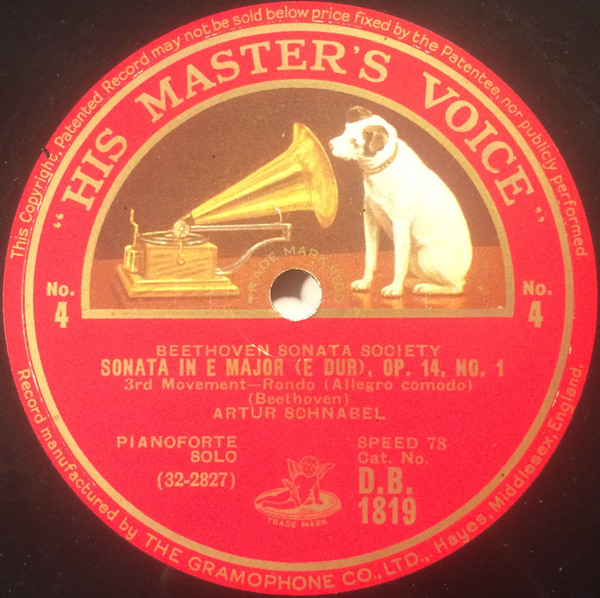 This Copyright, Patented Record may not be sold below price fixed by the Patentee, nor publicly performed.
"HIS MASTER'S VOICE"
TRADE MARK
No.
4
No.
4
BEETHOVEN SONATA SOCIETY
SONATA IN E MAJOR (E DUR), OP. 14, NO. 1
3rd Movement—Rondo (Allegro comodo)
(Beethoven)
ARTUR SCHNABEL
PIANOFORTE
SOLO
(32-2827)
SPEED 78
Cat. No.
D.B.
1819
TRADE MARK
Record manufactured by THE GRAMOPHONE CO., LTD., Hayes, Middlesex, England.